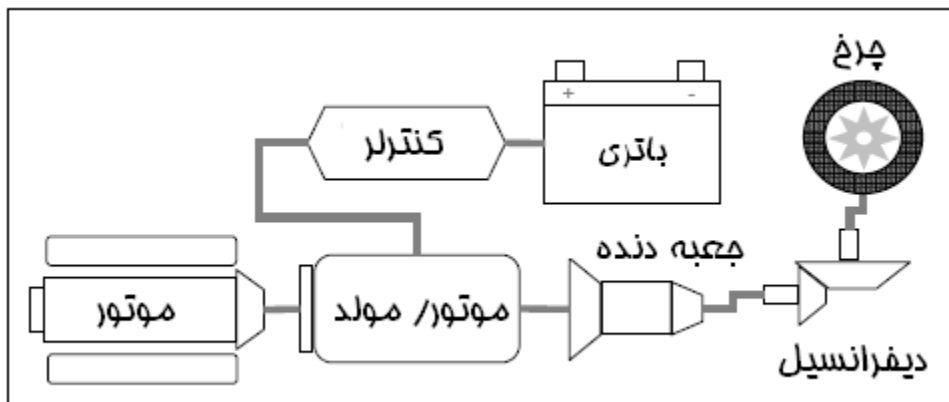 چرخ
+ -
باتری
کنترلر
جعبه دنده
موتور
موتور/ مولد
دیفرانسیل